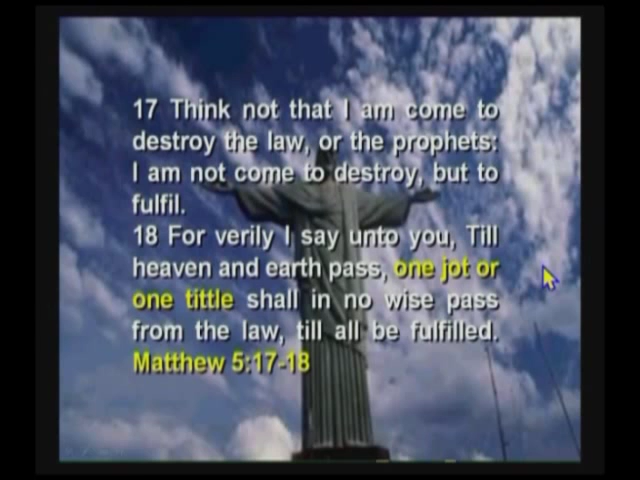 17 Think not that I am come to
destroy the law, or the prophets:
I am not come to destroy, but to
fulfil.
18 For verily I say unto you, Till
heaven and earth pass, one jot or
one tittle shall in no wise pass
from the law, till all be fulfilled.
Matthew 5:17-18